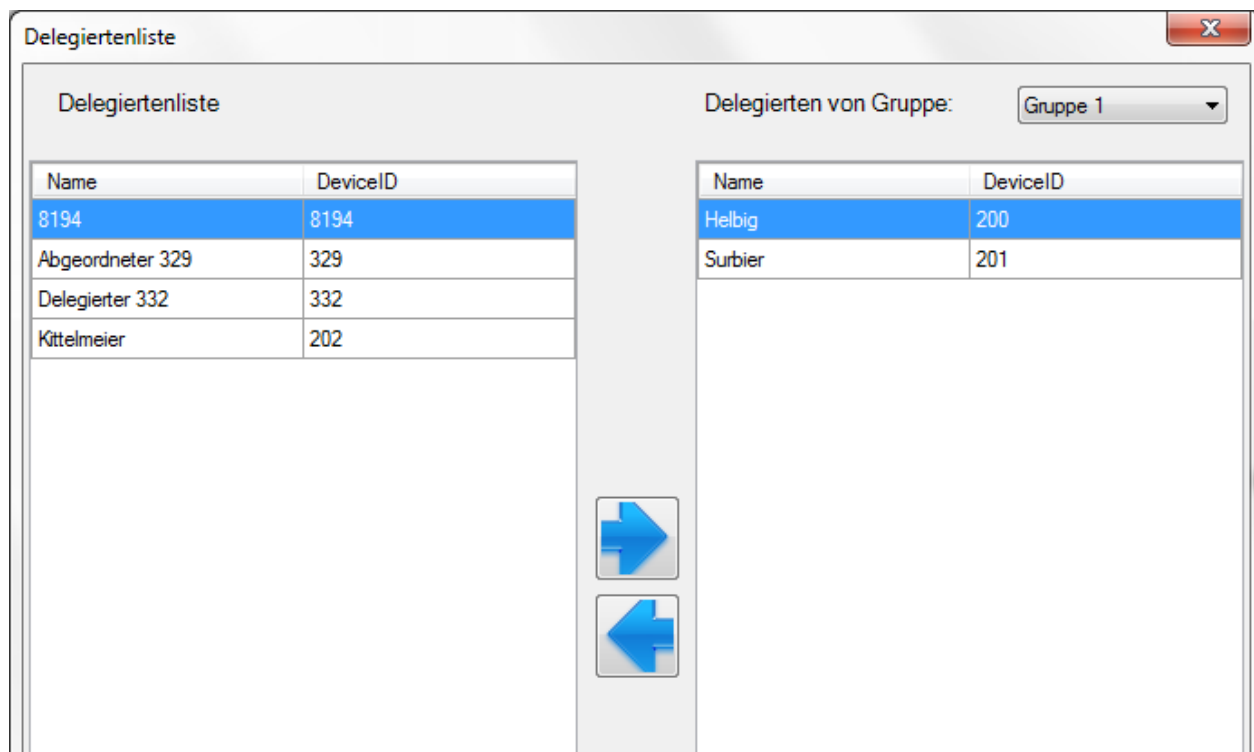 Delegiertenliste
Delegiertenliste
Name DeviceID
8194 8194
Abgeordneter 329 329
Delegierter 332 332
Kittelmeier 202
Delegierten von Gruppe: Gruppe 1
Name DeviceID
Helbig 200
Surbier 201